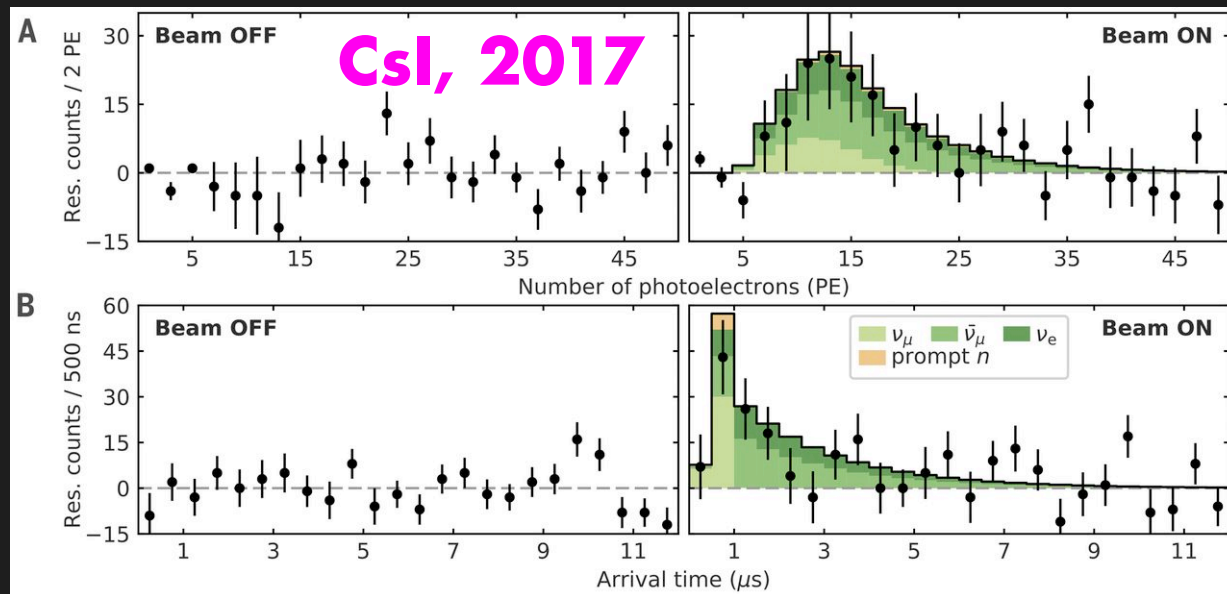 A
Beam OFF
CsI, 2017
Beam ON
Res. counts / 2 PE
30
15
0
−15
5 15 25 35 45
5 15 25 35 45
Number of photoelectrons (PE)
B
Beam OFF
Beam ON
Res. counts / 500 ns
60
45
30
15
0
−15
νμ ν̄μ νe
prompt n
1 3 5 7 9 11
1 3 5 7 9 11
Arrival time (μs)